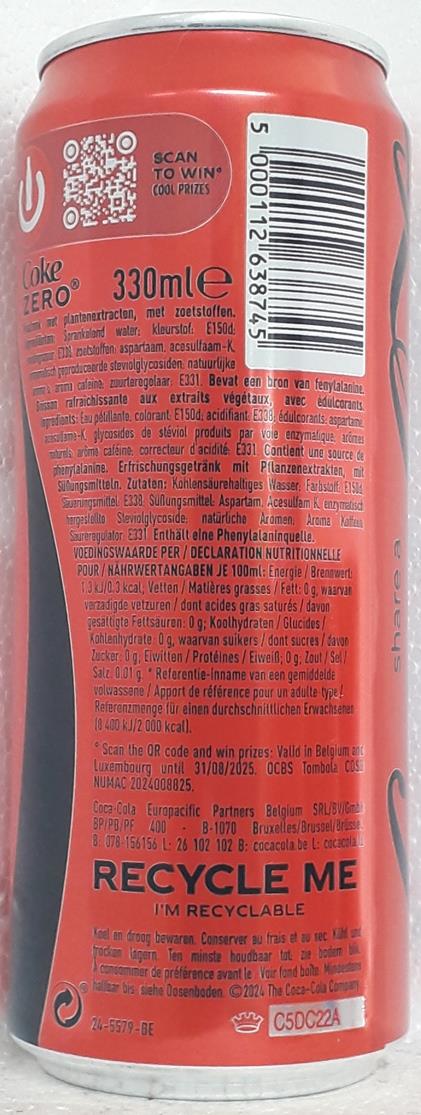 SCAN
TO WIN°
COOL PRIZES
Coke
ZERO®
330ml e
5 000112 638745
met plantenextracten, met zoetstoffen.
Sprankelend water; kleurstof: E150d;
E338; zoetstoffen: aspartaam, acesulfaam-K,
geproduceerde steviolglycosiden; natuurlijke
aroma cafeïne; zuurteregelaar: E331. Bevat een bron van fenylalanine.
Boisson rafraîchissante aux extraits végétaux, avec édulcorants.
Ingrédients: Eau pétillante; colorant: E150d; acidifiant: E338; édulcorants: aspartame,
acésulfame-K, glycosides de stéviol produits par voie enzymatique; arômes
naturels; arôme caféine; correcteur d'acidité: E331. Contient une source de
phénylalanine. Erfrischungsgetränk mit Pflanzenextrakten, mit
Süßungsmitteln. Zutaten: Kohlensäurehaltiges Wasser; Farbstoff: E150d;
Säuerungsmittel: E338; Süßungsmittel: Aspartam, Acesulfam K, enzymatisch
hergestellte Steviolglycoside; natürliche Aromen; Aroma Koffein;
Säureregulator: E331. Enthält eine Phenylalaninquelle.
VOEDINGSWAARDE PER / DECLARATION NUTRITIONNELLE
POUR / NÄHRWERTANGABEN JE 100ml: Energie / Brennwert:
1,3 kJ/0,3 kcal, Vetten / Matières grasses / Fett: 0 g, waarvan
verzadigde vetzuren / dont acides gras saturés / davon
gesättigte Fettsäuren: 0 g; Koolhydraten / Glucides /
Kohlenhydrate: 0 g, waarvan suikers / dont sucres / davon
Zucker: 0 g; Eiwitten / Protéines / Eiweiß: 0 g; Zout / Sel /
Salz: 0.01 g. * Referentie-Inname van een gemiddelde
volwassene / Apport de référence pour un adulte-type /
Referenzmenge für einen durchschnittlichen Erwachsenen
(8 400 kJ/2 000 kcal).
° Scan the QR code and win prizes: Valid in Belgium and
Luxembourg until 31/08/2025. OCBS Tombola COSB
NUMAC 2024008825.
Coca-Cola Europacific Partners Belgium SRL/BV/GmbH
BP/PB/PF 400 - B-1070 Bruxelles/Brussel/Brüssel
B: 078-156156 L: 26 102 102 B: cocacola.be L: cocacola.lu
RECYCLE ME
I'M RECYCLABLE
Koel en droog bewaren. Conserver au frais et au sec. Kühl und
trocken lagern. Ten minste houdbaar tot: zie bodem blik.
À consommer de préférence avant le: Voir fond boîte. Mindestens
haltbar bis: siehe Dosenboden. ©2024 The Coca-Cola Company.
24-5579-BE
C5DC22A
share a